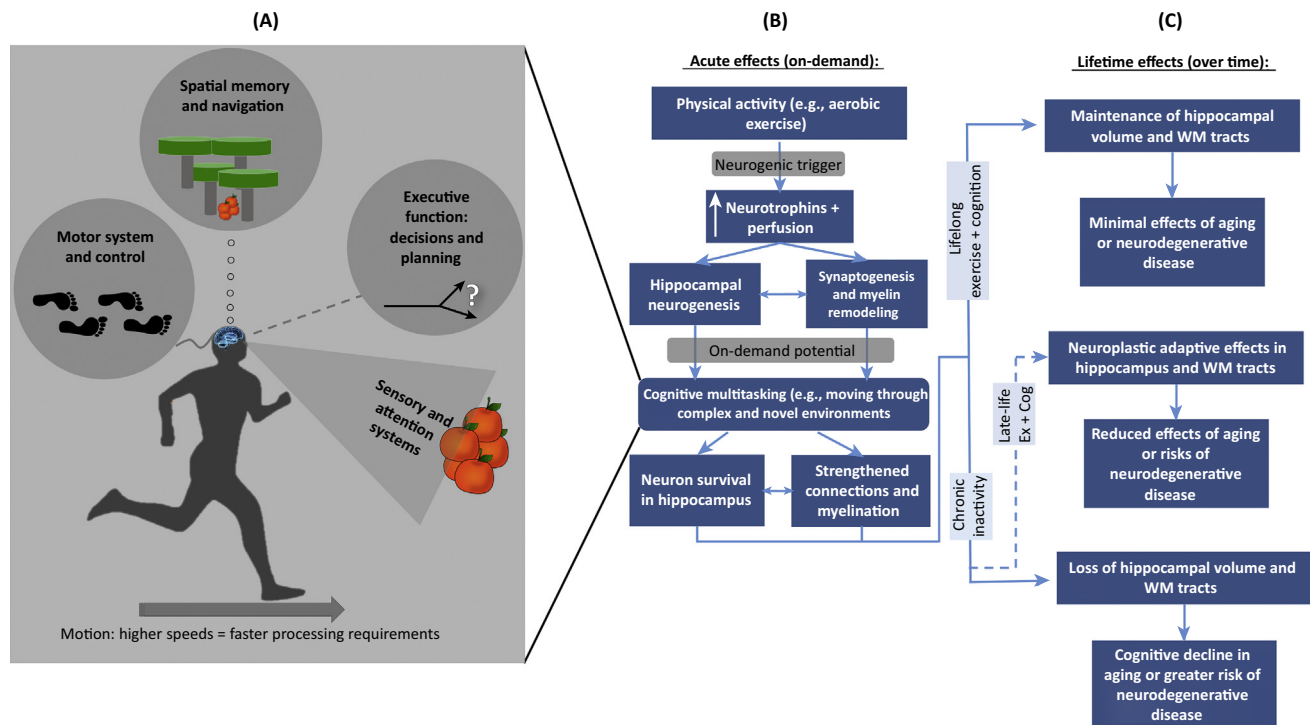 (A)
Spatial memory
and navigation
Motor system
and control
Executive
function:
decisions and
planning
?
Sensory and
attention
systems
Motion: higher speeds = faster processing requirements
(B)
Acute effects (on-demand):
Physical activity (e.g., aerobic
exercise)
Neurogenic trigger
Neurotrophins +
perfusion
Hippocampal
neurogenesis
Synaptogenesis
and myelin
remodeling
On-demand potential
Cognitive multitasking (e.g., moving through
complex and novel environments
Neuron survival
in hippocampus
Strengthened
connections and
myelination
Lifelong
exercise + cognition
Chronic
inactivity
Late-life
Ex + Cog
(C)
Lifetime effects (over time):
Maintenance of hippocampal
volume and WM tracts
Minimal effects of aging
or neurodegenerative
disease
Neuroplastic adaptive effects in
hippocampus and WM tracts
Reduced effects of aging
or risks of
neurodegenerative
disease
Loss of hippocampal volume and
WM tracts
Cognitive decline in
aging or greater risk of
neurodegenerative
disease